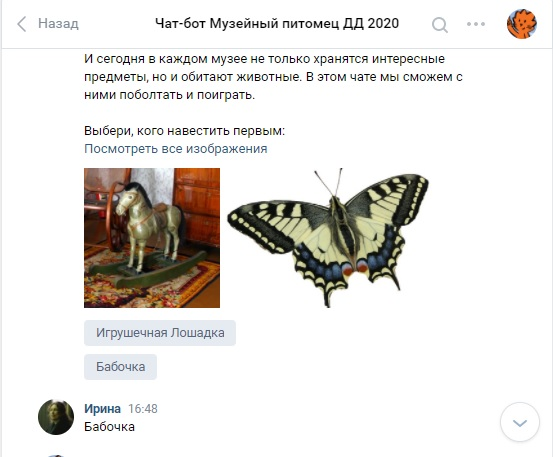 Назад
Чат-бот Музейный питомец ДД 2020
И сегодня в каждом музее не только хранятся интересные
предметы, но и обитают животные. В этом чате мы сможем с
ними поболтать и поиграть.
Выбери, кого навестить первым:
Посмотреть все изображения
Игрушечная Лошадка
Бабочка
Ирина 16:48
Бабочка